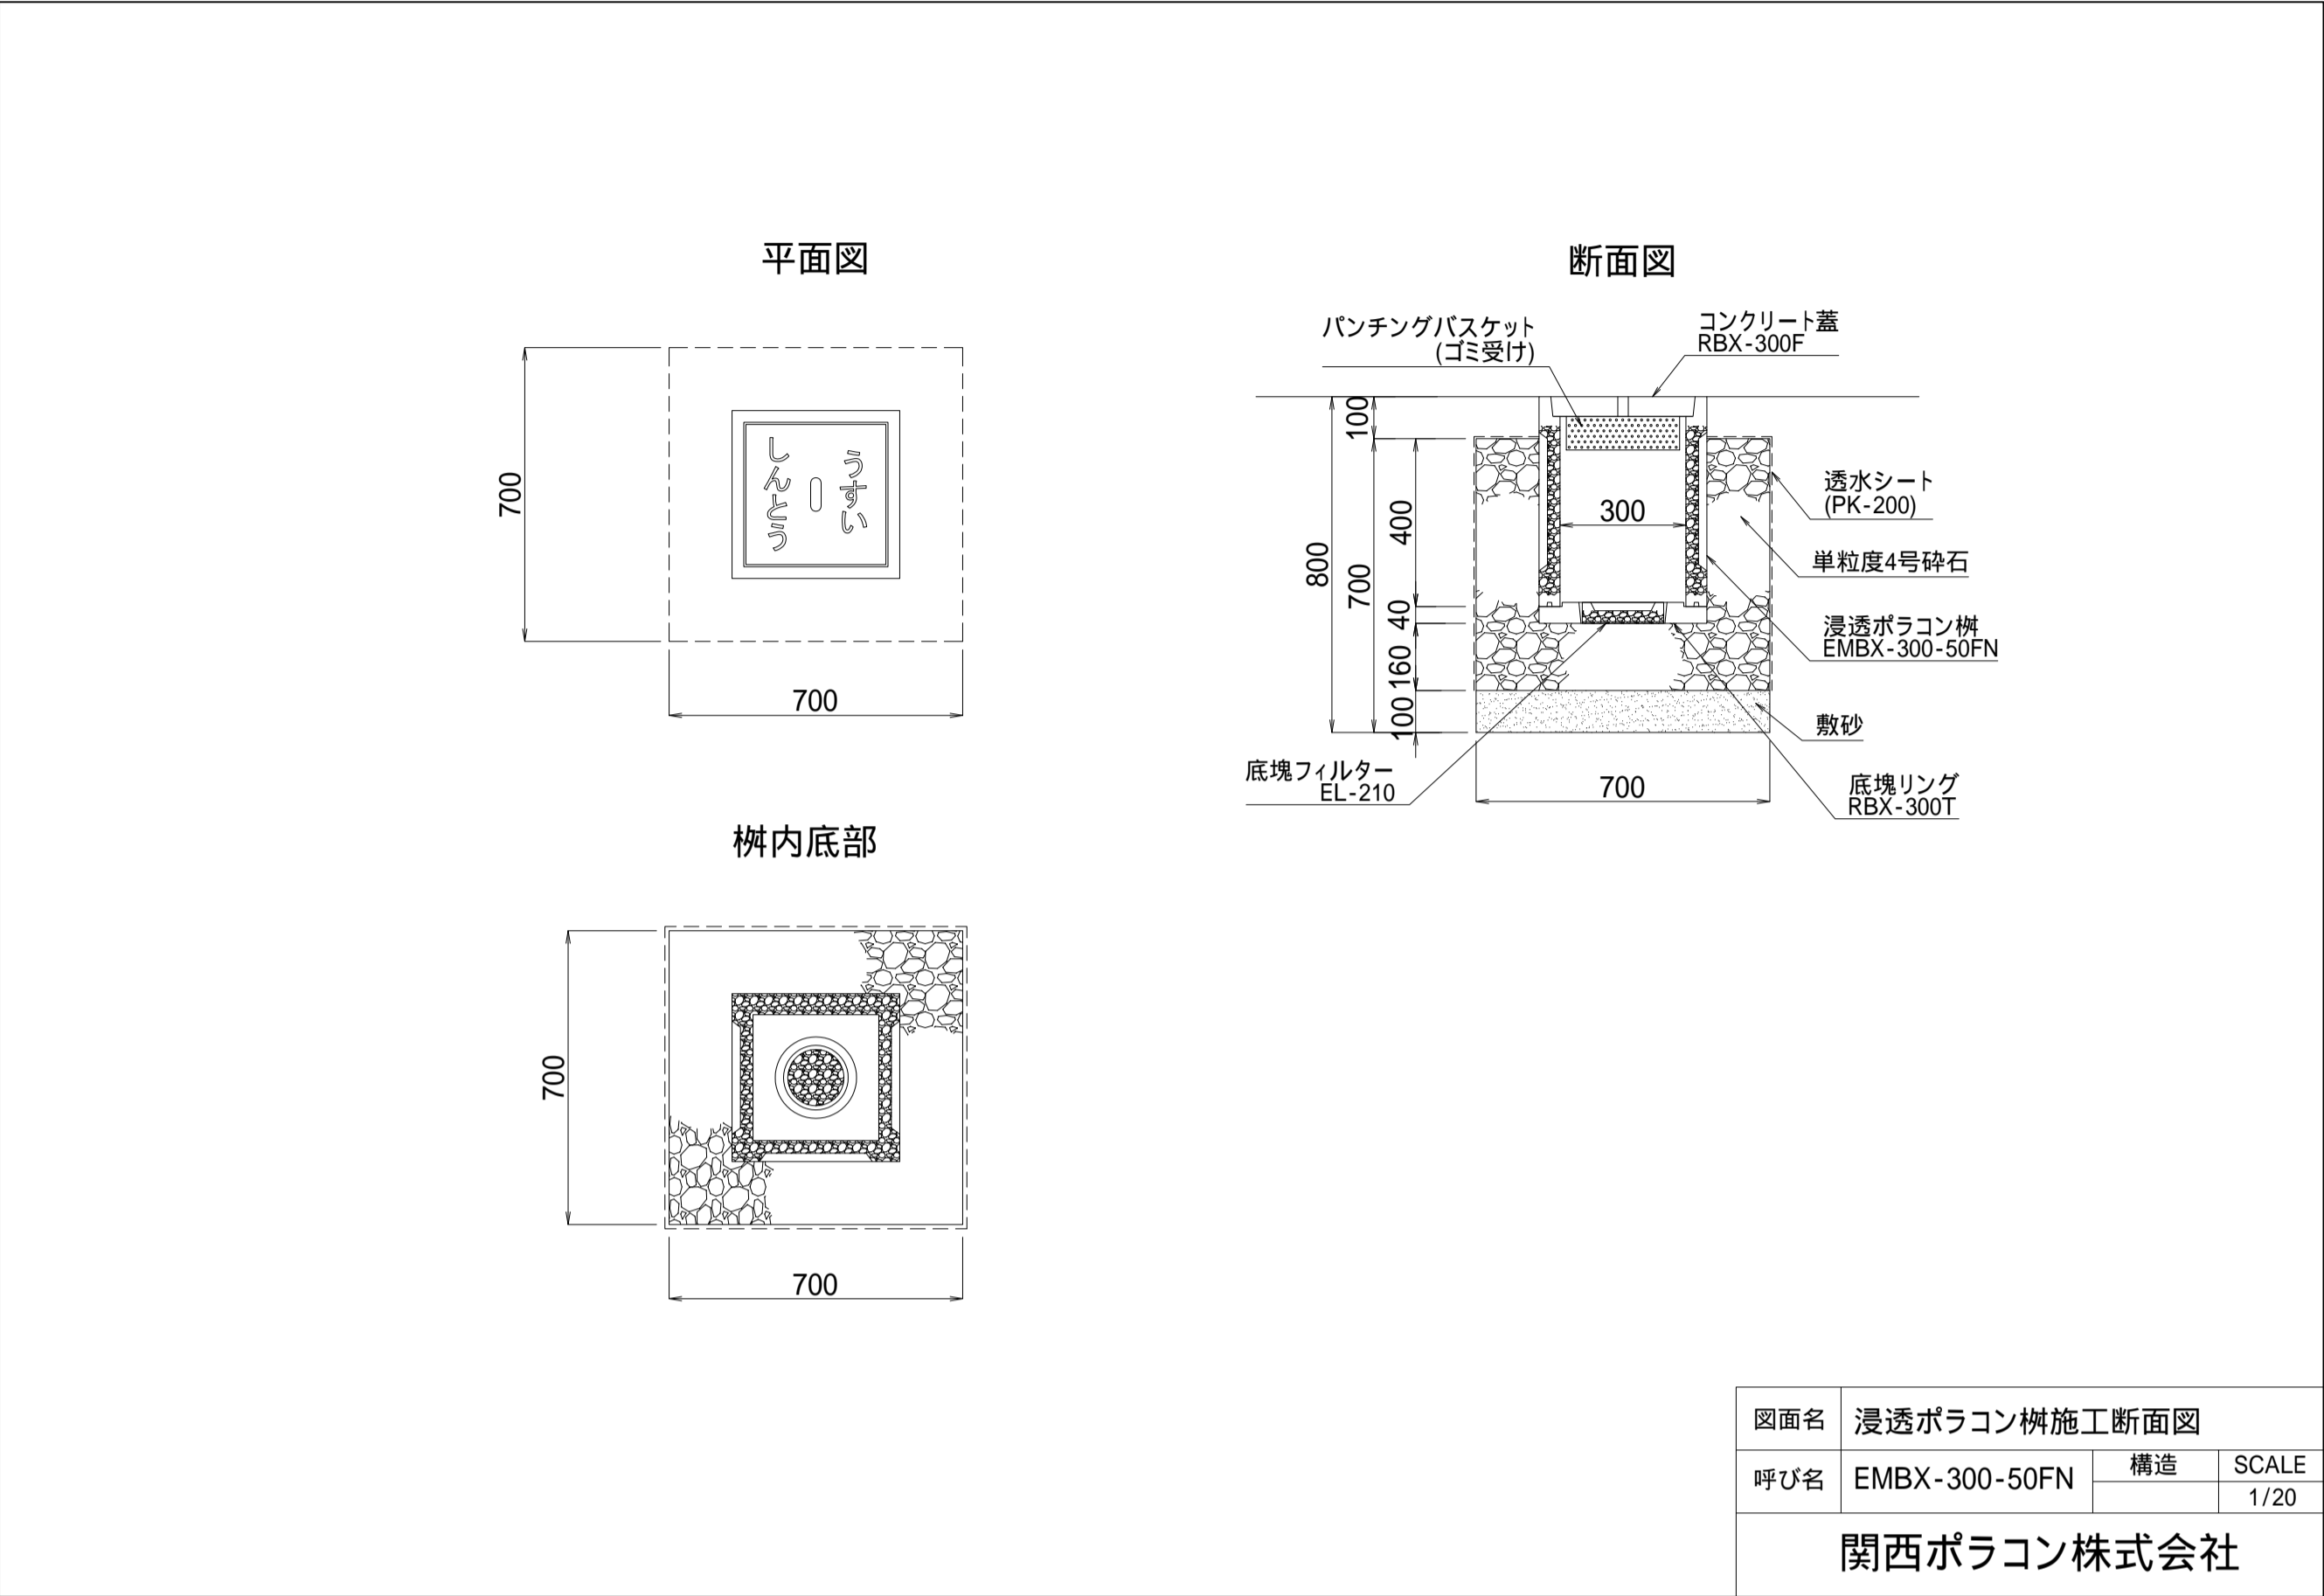 平面図
うすい
しんとう
700
700
断面図
パンチングバスケット
(ゴミ受け)
コンクリート蓋
RBX-300F
100
800
700
400
40
160
100
300
700
透水シート
(PK-200)
単粒度4号砕石
浸透ポラコン桝
EMBX-300-50FN
敷砂
底塊フィルター
EL-210
底塊リング
RBX-300T
桝内底部
700
700
図面名 浸透ポラコン桝施工断面図
呼び名 EMBX-300-50FN 構造 SCALE
1/20
関西ポラコン株式会社